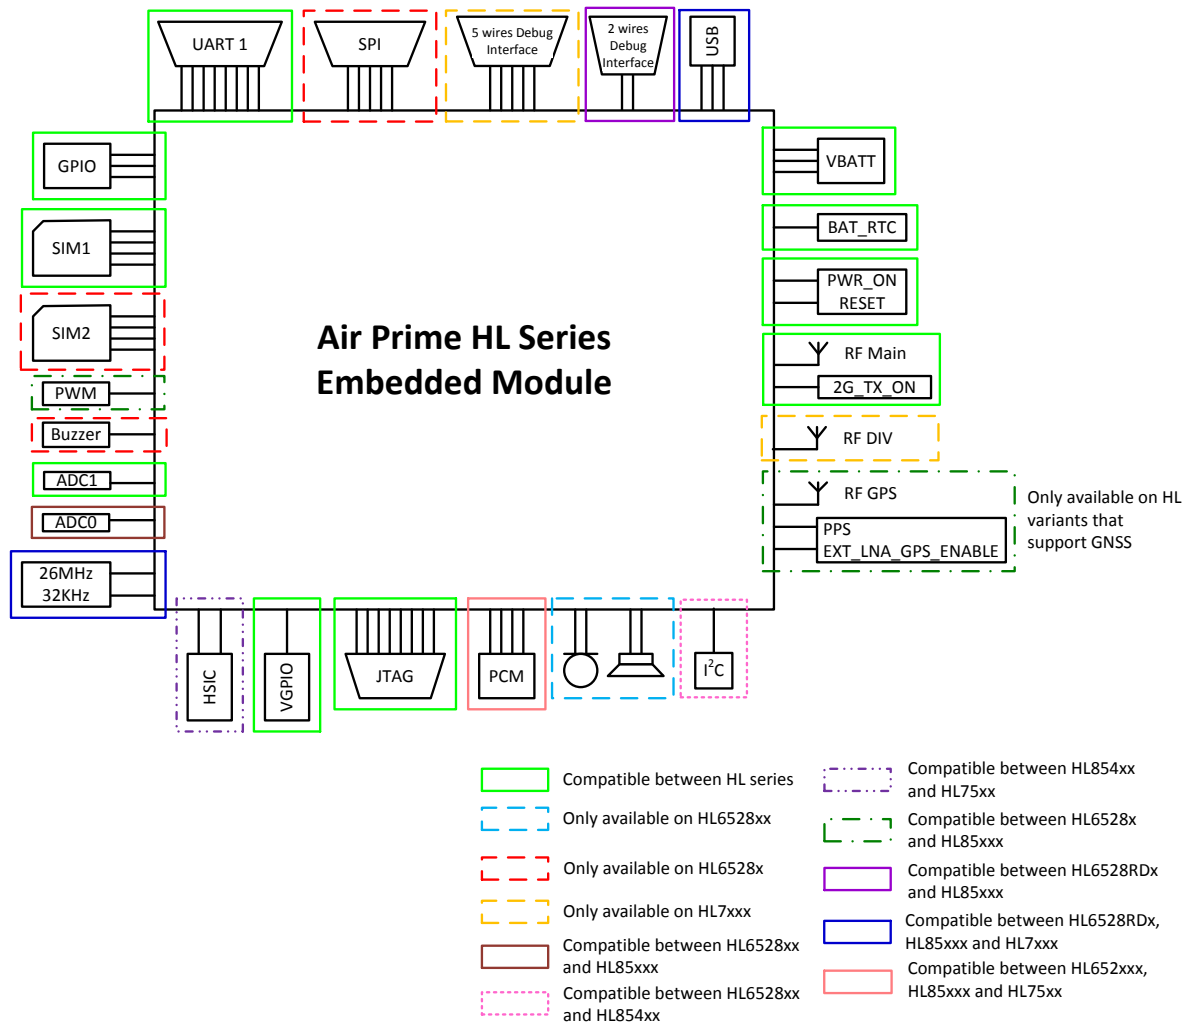 UART 1
SPI
5 wires Debug
Interface
2 wires
Debug
Interface
USB
GPIO
SIM1
SIM2
PWM
Buzzer
ADC1
ADC0
26MHz
32KHz
Air Prime HL Series
Embedded Module
VBATT
BAT_RTC
PWR_ON
RESET
RF Main
2G_TX_ON
RF DIV
RF GPS
PPS
EXT_LNA_GPS_ENABLE
Only available on HL
variants that
support GNSS
HSIC
VGPIO
JTAG
PCM
I²C
Compatible between HL series
Only available on HL6528xx
Only available on HL6528x
Only available on HL7xxx
Compatible between HL6528xx
and HL85xxx
Compatible between HL6528xx
and HL854xx
Compatible between HL854xx
and HL75xx
Compatible between HL6528x
and HL85xxx
Compatible between HL6528RDx
and HL85xxx
Compatible between HL6528RDx,
HL85xxx and HL7xxx
Compatible between HL652xxx,
HL85xxx and HL75xx